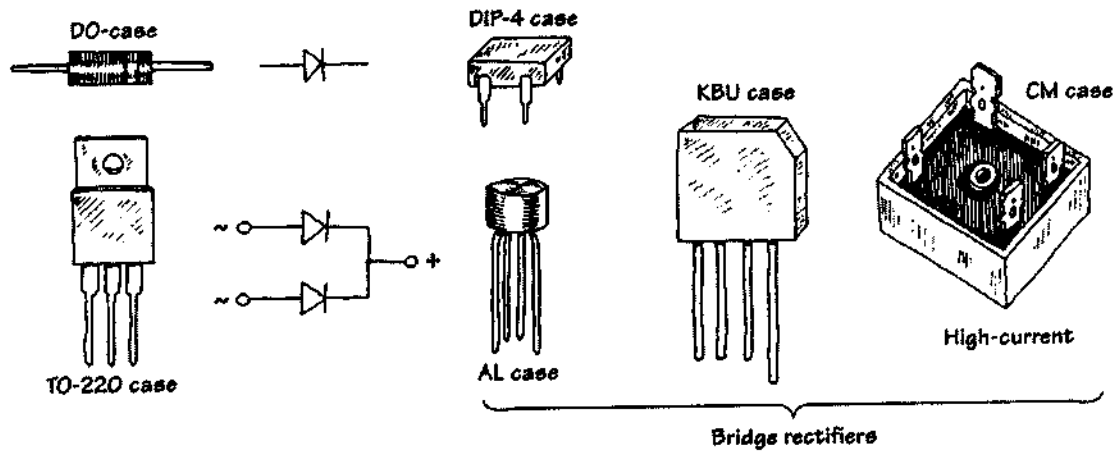 DO-case
DIP-4 case
KBU case
CM case
~
+
~
TO-220 case
AL case
High-current
Bridge rectifiers